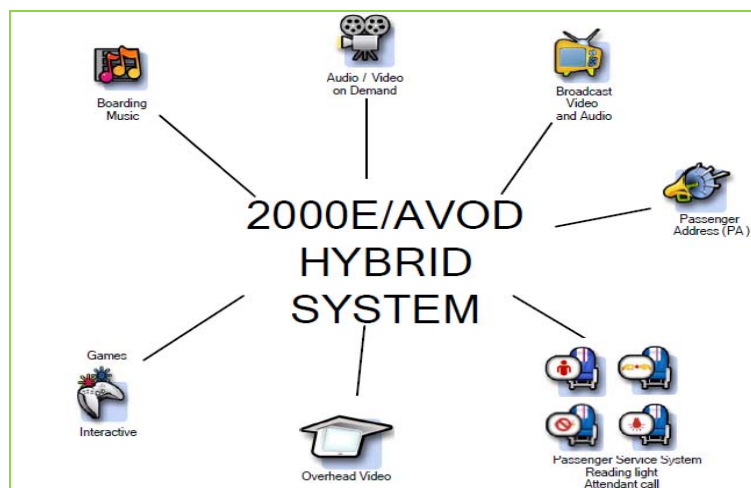 Boarding
Music
Audio / Video
on Demand
Broadcast
Video
and Audio
2000E/AVOD
HYBRID
SYSTEM
Passenger
Address (PA )
Games
Interactive
Overhead Video
Passenger Service System
Reading light
Attendant call